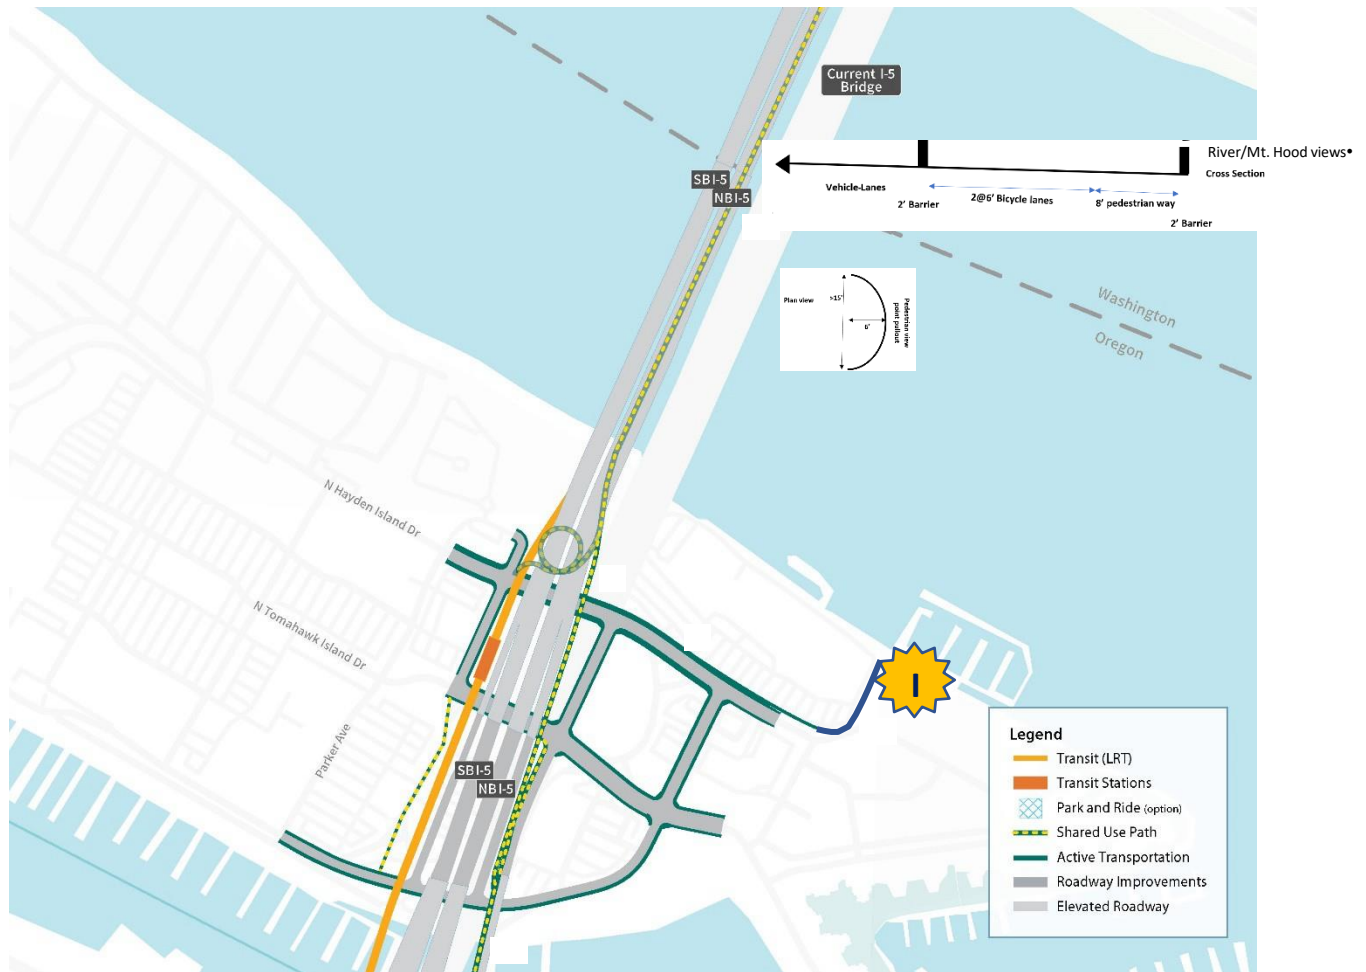 Current I-5
Bridge
River/Mt. Hood views•
Cross Section
Vehicle-Lanes
2' Barrier
2@6' Bicycle lanes
8' pedestrian way
2' Barrier
SB I-5
NB I-5
Plan view
>15'
6'
Pedestrian view
point pullout
Washington
Oregon
N Hayden Island Dr
N Tomahawk Island Dr
Parker Ave
I
SB I-5
NB I-5
Legend
Transit (LRT)
Transit Stations
Park and Ride (option)
Shared Use Path
Active Transportation
Roadway Improvements
Elevated Roadway